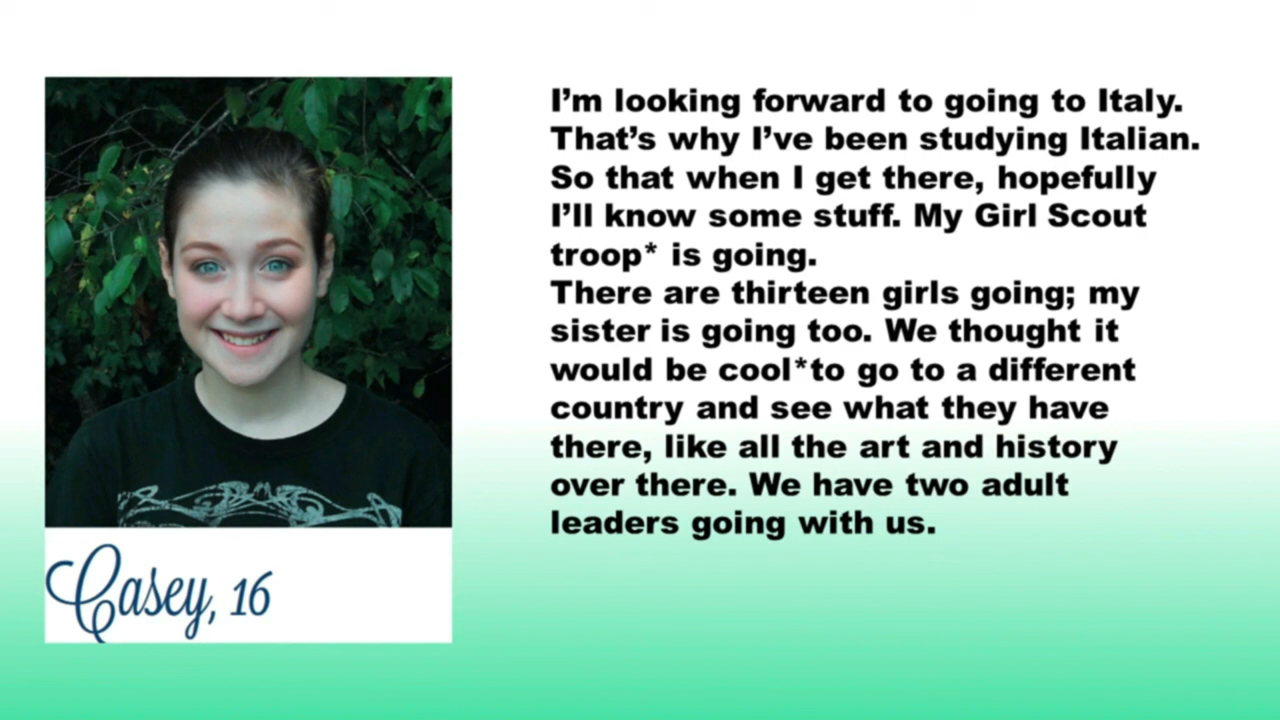 I'm looking forward to going to Italy.
That's why I've been studying Italian.
So that when I get there, hopefully
I'll know some stuff. My Girl Scout
troop* is going.
There are thirteen girls going; my
sister is going too. We thought it
would be cool*to go to a different
country and see what they have
there, like all the art and history
over there. We have two adult
leaders going with us.
Casey, 16